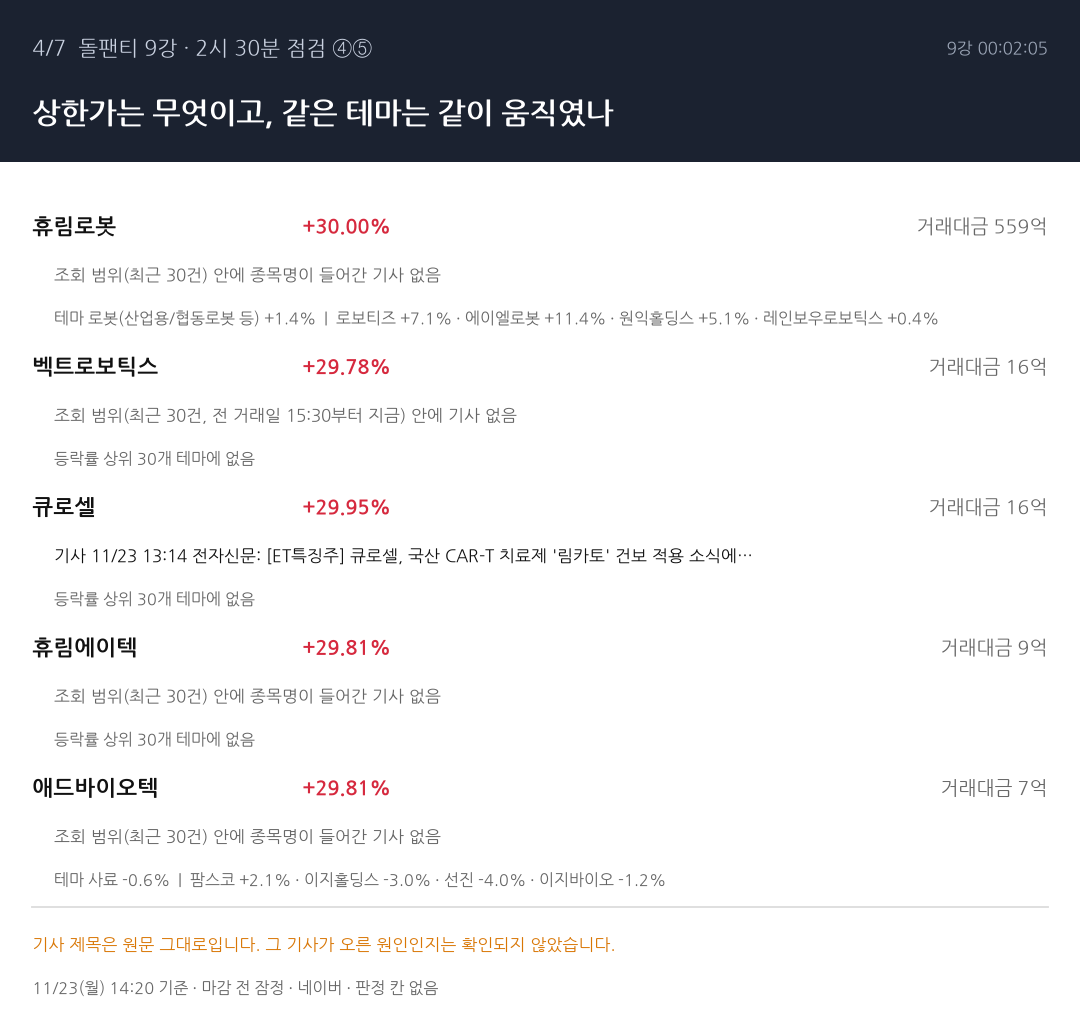 4/7 돌팬티 9강 · 2시 30분 점검 ④⑤
9강 00:02:05
상한가는 무엇이고, 같은 테마는 같이 움직였나
휴림로봇 +30.00% 거래대금 559억
조회 범위(최근 30건) 안에 종목명이 들어간 기사 없음
테마 로봇(산업용/협동로봇 등) +1.4% | 로보티즈 +7.1% · 에이엘로봇 +11.4% · 원익홀딩스 +5.1% · 레인보우로보틱스 +0.4%
벡트로보틱스 +29.78% 거래대금 16억
조회 범위(최근 30건, 전 거래일 15:30부터 지금) 안에 기사 없음
등락률 상위 30개 테마에 없음
큐로셀 +29.95% 거래대금 16억
기사 11/23 13:14 전자신문: [ET특징주] 큐로셀, 국산 CAR-T 치료제 '림카토' 건보 적용 소식에…
등락률 상위 30개 테마에 없음
휴림에이텍 +29.81% 거래대금 9억
조회 범위(최근 30건) 안에 종목명이 들어간 기사 없음
등락률 상위 30개 테마에 없음
애드바이오텍 +29.81% 거래대금 7억
조회 범위(최근 30건) 안에 종목명이 들어간 기사 없음
테마 사료 -0.6% | 팜스코 +2.1% · 이지홀딩스 -3.0% · 선진 -4.0% · 이지바이오 -1.2%
기사 제목은 원문 그대로입니다. 그 기사가 오른 원인인지는 확인되지 않았습니다.
11/23(월) 14:20 기준 · 마감 전 잠정 · 네이버 · 판정 칸 없음